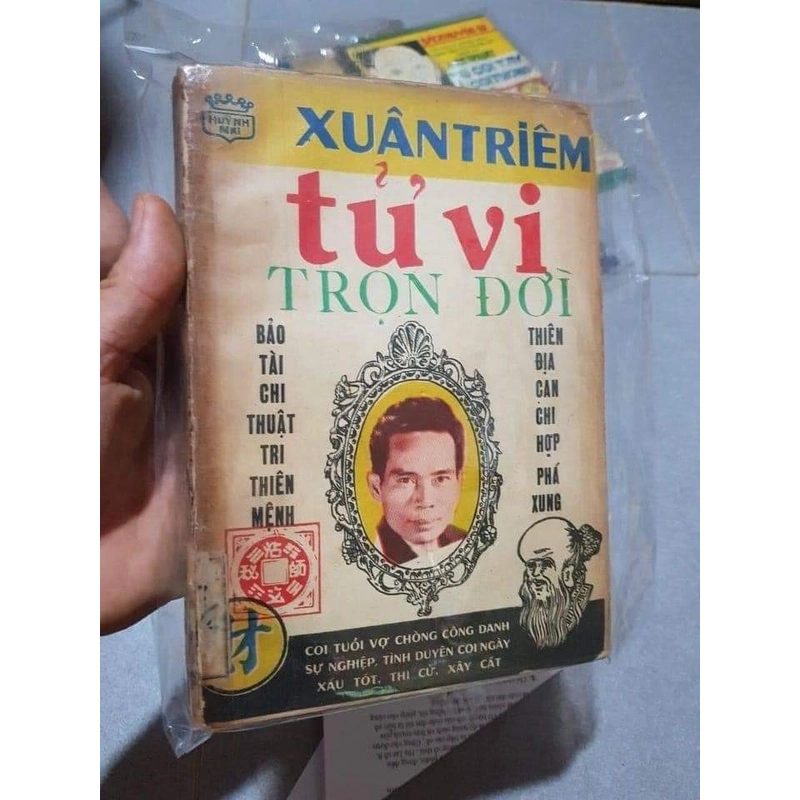 HUỲNH
MAI
XUÂN TRIÊM
tử vi
TRỌN ĐỜI
BẢO
TÀI
CHI
THUẬT
TRI
THIÊN
MỆNH
THIÊN
ĐỊA
CAN
CHI
HỢP
PHÁ
XUNG
財
COI TUỔI VỢ CHỒNG CÔNG DANH
SỰ NGHIỆP, TÌNH DUYÊN COI NGÀY
XẤU TỐT, THI CỬ, XÂY CẤT